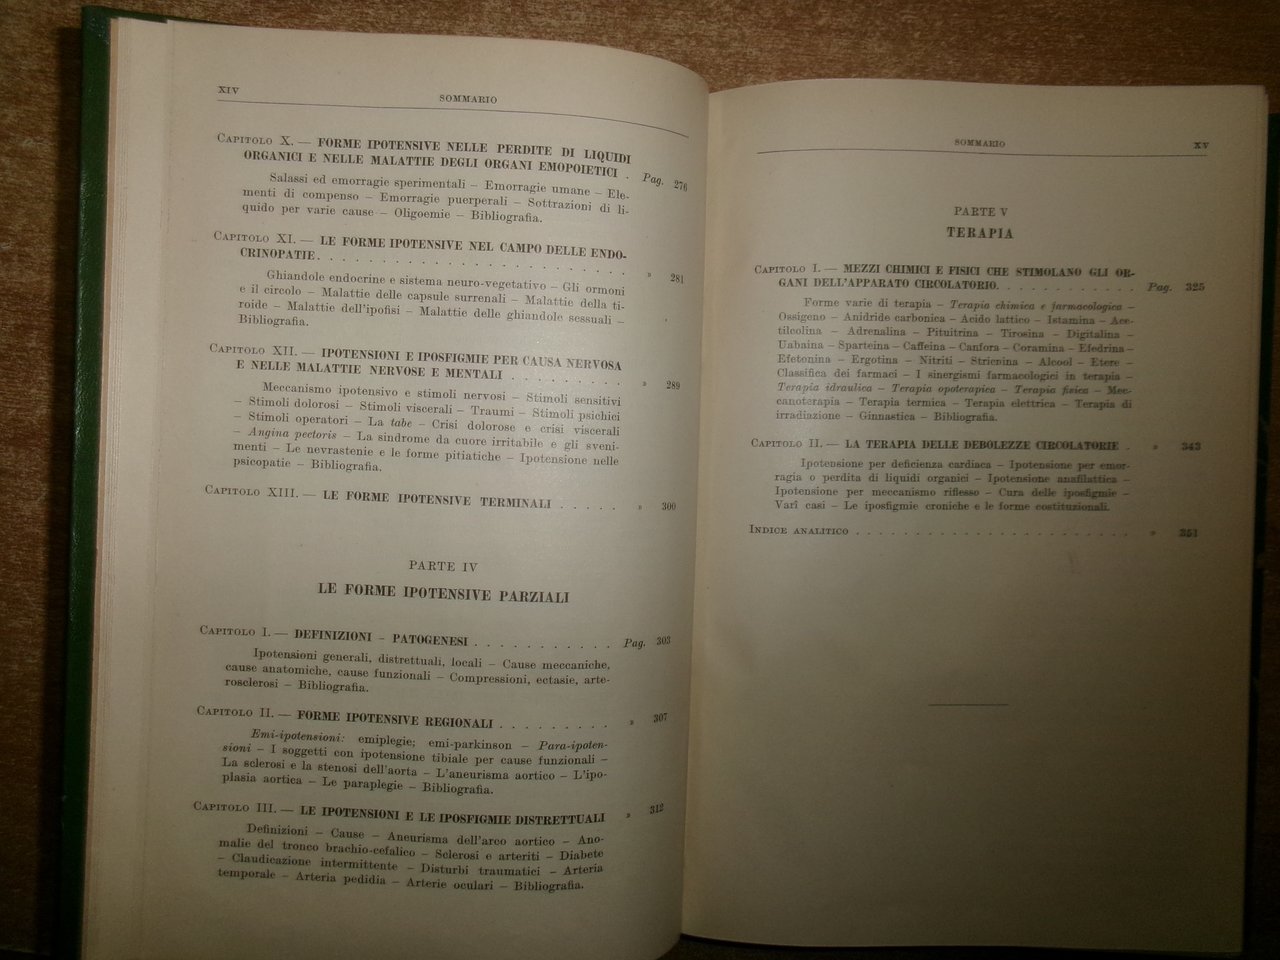 XIV
SOMMARIO
CAPITOLO X. — FORME IPOTENSIVE NELLE PERDITE DI LIQUIDI
ORGANICI E NELLE MALATTIE DEGLI ORGANI EMOPOIETICI . Pag. 276
Salassi ed emorragie sperimentali – Emorragie umane – Ele-
menti di compenso – Emorragie puerperali – Sottrazioni di li-
quido per varie cause – Oligoemie – Bibliografia.
CAPITOLO XI. — LE FORME IPOTENSIVE NEL CAMPO DELLE ENDO-
CRINOPATIE. . . . . . . . . . . . . . . . . . . . . . » 281
Ghiandole endocrine e sistema neuro-vegetativo – Gli ormoni
e il circolo – Malattie delle capsule surrenali – Malattie della ti-
roide – Malattie dell'ipofisi – Malattie delle ghiandole sessuali –
Bibliografia.
CAPITOLO XII. — IPOTENSIONI E IPOSFIGMIE PER CAUSA NERVOSA
E NELLE MALATTIE NERVOSE E MENTALI . . . . . . . . . » 289
Meccanismo ipotensivo e stimoli nervosi – Stimoli sensitivi
– Stimoli dolorosi – Stimoli viscerali – Traumi – Stimoli psichici
– Stimoli operatori – La tabe – Crisi dolorose e crisi viscerali
– Angina pectoris – La sindrome da cuore irritabile e gli sveni-
menti – Le nevrastenie e le forme pitiatiche – Ipotensione nelle
psicopatie – Bibliografia.
CAPITOLO XIII. — LE FORME IPOTENSIVE TERMINALI . . . . . » 300
PARTE IV
LE FORME IPOTENSIVE PARZIALI
CAPITOLO I. — DEFINIZIONI – PATOGENESI . . . . . . . . . . . Pag. 303
Ipotensioni generali, distrettuali, locali – Cause meccaniche,
cause anatomiche, cause funzionali – Compressioni, ectasie, arte-
rosclerosi – Bibliografia.
CAPITOLO II. — FORME IPOTENSIVE REGIONALI . . . . . . . . . » 307
Emi-ipotensioni: emiplegie; emi-parkinson – Para-ipoten-
sioni – I soggetti con ipotensione tibiale per cause funzionali –
La sclerosi e la stenosi dell'aorta – L'aneurisma aortico – L'ipo-
plasia aortica – Le paraplegie – Bibliografia.
CAPITOLO III. — LE IPOTENSIONI E LE IPOSFIGMIE DISTRETTUALI » 312
Definizioni – Cause – Aneurisma dell'arco aortico – Ano-
malie del tronco brachio-cefalico – Sclerosi e arteriti – Diabete
– Claudicazione intermittente – Disturbi traumatici – Arteria
temporale – Arteria pedidia – Arterie oculari – Bibliografia.
SOMMARIO
XV
PARTE V
TERAPIA
CAPITOLO I. — MEZZI CHIMICI E FISICI CHE STIMOLANO GLI OR-
GANI DELL'APPARATO CIRCOLATORIO. . . . . . . . . . . . Pag. 325
Forme varie di terapia – Terapia chimica e farmacologica –
Ossigeno – Anidride carbonica – Acido lattico – Istamina – Ace-
tilcolina – Adrenalina – Pituitrina – Tirosina – Digitalina –
Uabaina – Sparteina – Caffeina – Canfora – Coramina – Efedrina –
Efetonina – Ergotina – Nitriti – Stricnina – Alcool – Etere –
Classifica dei farmaci – I sinergismi farmacologici in terapia –
Terapia idraulica – Terapia opoterapica – Terapia fisica – Mec-
canoterapia – Terapia termica – Terapia elettrica – Terapia di
irradiazione – Ginnastica – Bibliografia.
CAPITOLO II. — LA TERAPIA DELLE DEBOLEZZE CIRCOLATORIE . » 343
Ipotensione per deficienza cardiaca – Ipotensione per emor-
ragia o perdita di liquidi organici – Ipotensione anafilattica –
Ipotensione per meccanismo riflesso – Cura delle iposfigmie –
Varî casi – Le iposfigmie croniche e le forme costituzionali.
INDICE ANALITICO . . . . . . . . . . . . . . . . . . . . . » 351